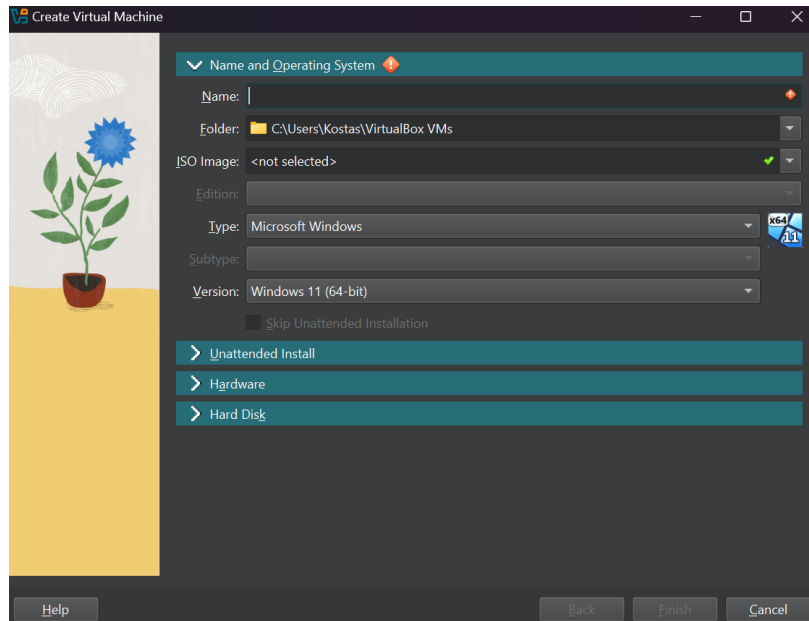 Create Virtual Machine
Name and Operating System
Name:
Folder: C:\Users\Kostas\VirtualBox VMs
ISO Image: <not selected>
Edition:
Type: Microsoft Windows
x64
11
Subtype:
Version: Windows 11 (64-bit)
Skip Unattended Installation
Unattended Install
Hardware
Hard Disk
Help Back Finish Cancel